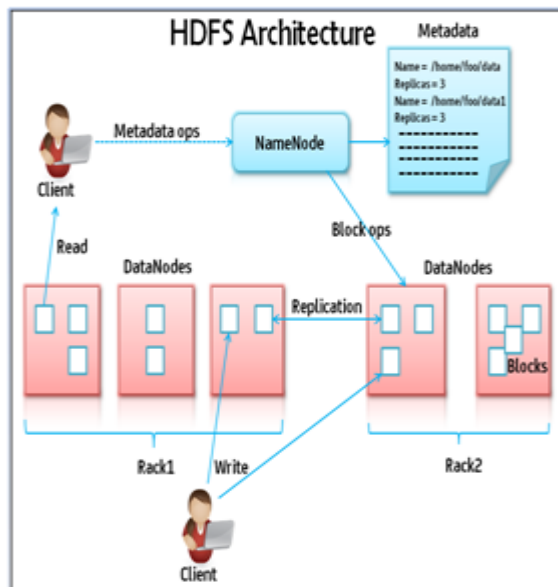 HDFS Architecture
Metadata
Name = /home/foo/data
Replicas = 3
Name = /home/foo/data1
Replicas = 3
Metadata ops
NameNode
Client
Block ops
Read
DataNodes
DataNodes
Replication
Blocks
Rack1
Write
Rack2
Client